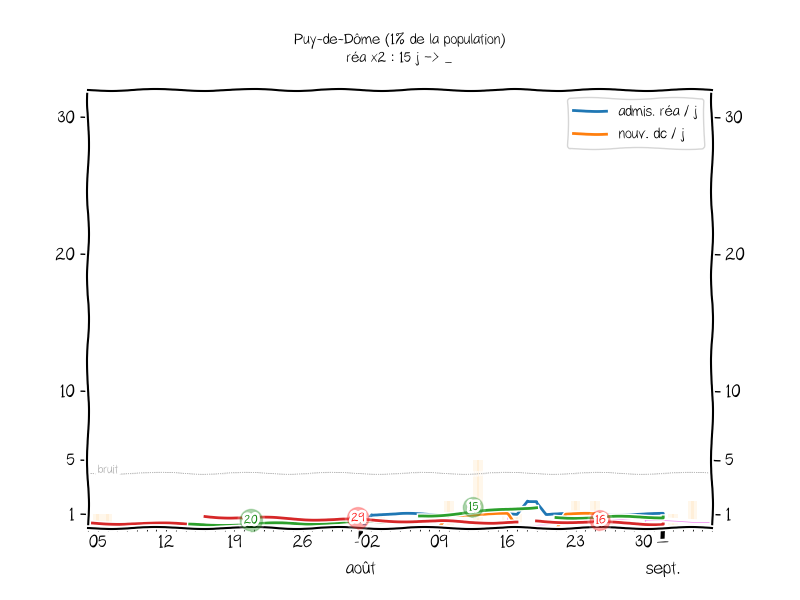 Puy-de-Dôme (1% de la population)
réa x2 : 15 j -> _
admis. réa / j
nouv. dc / j
30
30
20
20
10
10
5
5
bruit
1
1
20
29
15
16
05 12 19 26 02 09 16 23 30
août sept.